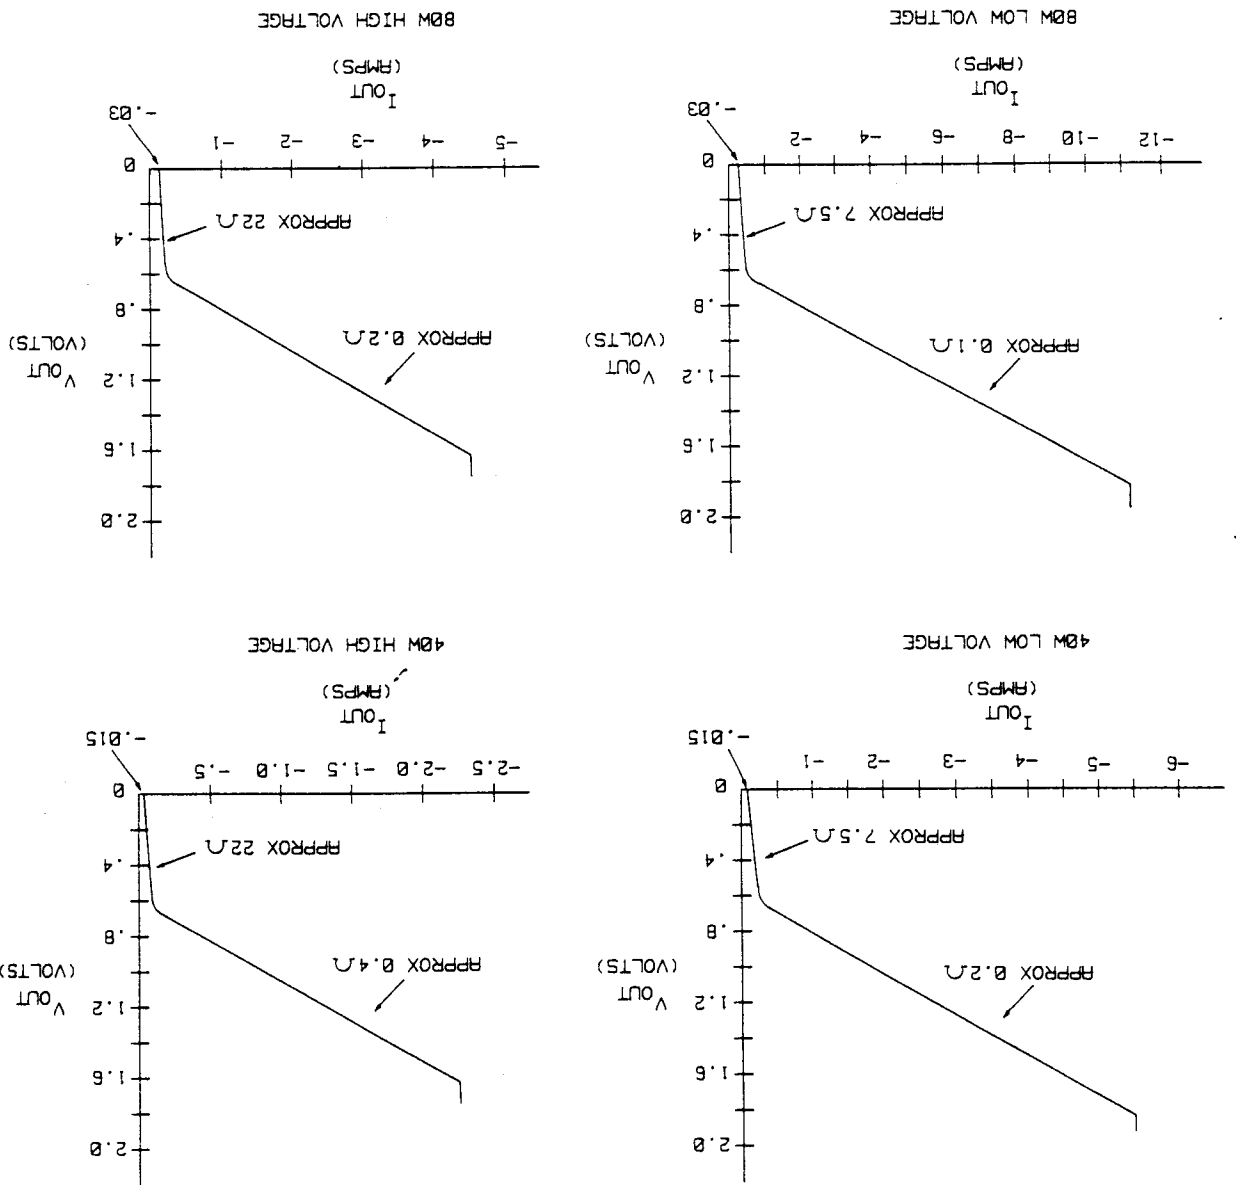 2.0
1.6
1.2
.8
.4
0
V OUT
(VOLTS)
APPROX 0.2Ω
APPROX 7.5Ω
-6 -5 -4 -3 -2 -1
-.015
I OUT
(AMPS)
40W LOW VOLTAGE
2.0
1.6
1.2
.8
.4
0
V OUT
(VOLTS)
APPROX 0.4Ω
APPROX 22Ω
-2.5 -2.0 -1.5 -1.0 -.5
-.015
I OUT
(AMPS)
40W HIGH VOLTAGE
2.0
1.6
1.2
.8
.4
0
V OUT
(VOLTS)
APPROX 0.1Ω
APPROX 7.5Ω
-12 -10 -8 -6 -4 -2
-.03
I OUT
(AMPS)
80W LOW VOLTAGE
2.0
1.6
1.2
.8
.4
0
V OUT
(VOLTS)
APPROX 0.2Ω
APPROX 22Ω
-5 -4 -3 -2 -1
-.03
I OUT
(AMPS)
80W HIGH VOLTAGE